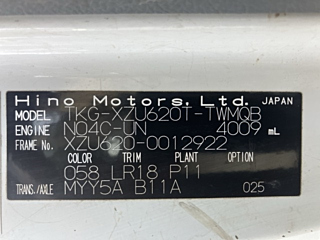 Hino Motors, Ltd. JAPAN
MODEL TKG-XZU620T-TWMQB
ENGINE N04C-UN 4009 mL
FRAME NO. XZU620-0012922
COLOR TRIM PLANT OPTION
058 LR18 P11
TRANS./AXLE MYY5A B11A 025